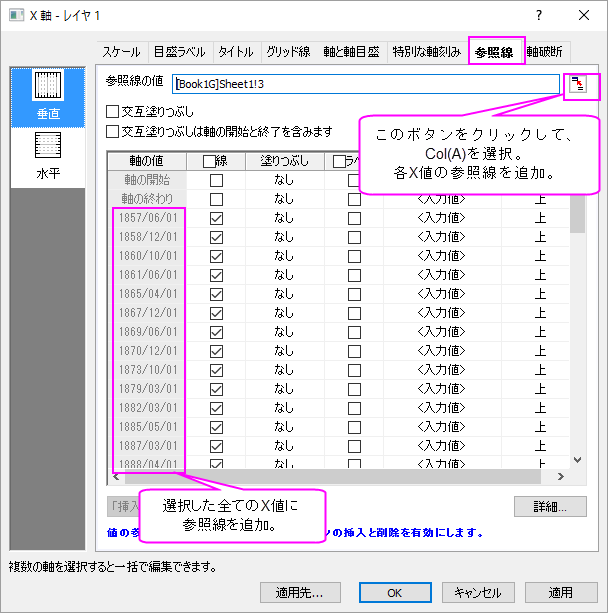 X 軸 - レイヤ 1
スケール 目盛ラベル タイトル グリッド線 軸と軸目盛 特別な軸刻み 参照線 軸破断
垂直
水平
参照線の値 [Book1G]Sheet1!3
交互塗りつぶし
交互塗りつぶしは軸の開始と終了を含みます
このボタンをクリックして、
Col(A)を選択。
各X値の参照線を追加。
軸の値 線 塗りつぶし ラベ
軸の開始 なし
軸の終わり なし <入力値> 上
1857/06/01 なし <入力値> 上
1858/12/01 なし <入力値> 上
1860/10/01 なし <入力値> 上
1861/06/01 なし <入力値> 上
1865/04/01 なし <入力値> 上
1867/12/01 なし <入力値> 上
1869/06/01 なし <入力値> 上
1870/12/01 なし <入力値> 上
1873/10/01 なし <入力値> 上
1879/03/01 なし <入力値> 上
1882/03/01 なし <入力値> 上
1885/05/01 なし <入力値> 上
1887/03/01 なし <入力値> 上
1888/04/01 なし <入力値> 上
選択した全てのX値に
参照線を追加。
「挿入 詳細...
値の参 ンの挿入と削除を有効にします。
複数の軸を選択すると一括で編集できます。
適用先... OK キャンセル 適用